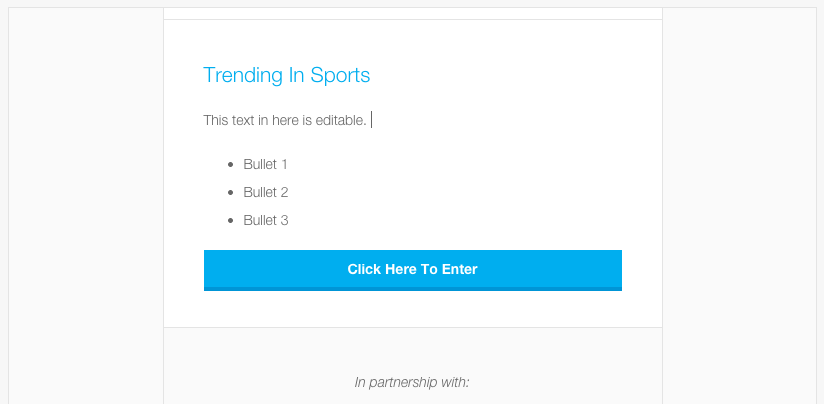 Trending In Sports
This text in here is editable.
• Bullet 1
• Bullet 2
• Bullet 3
Click Here To Enter
In partnership with: